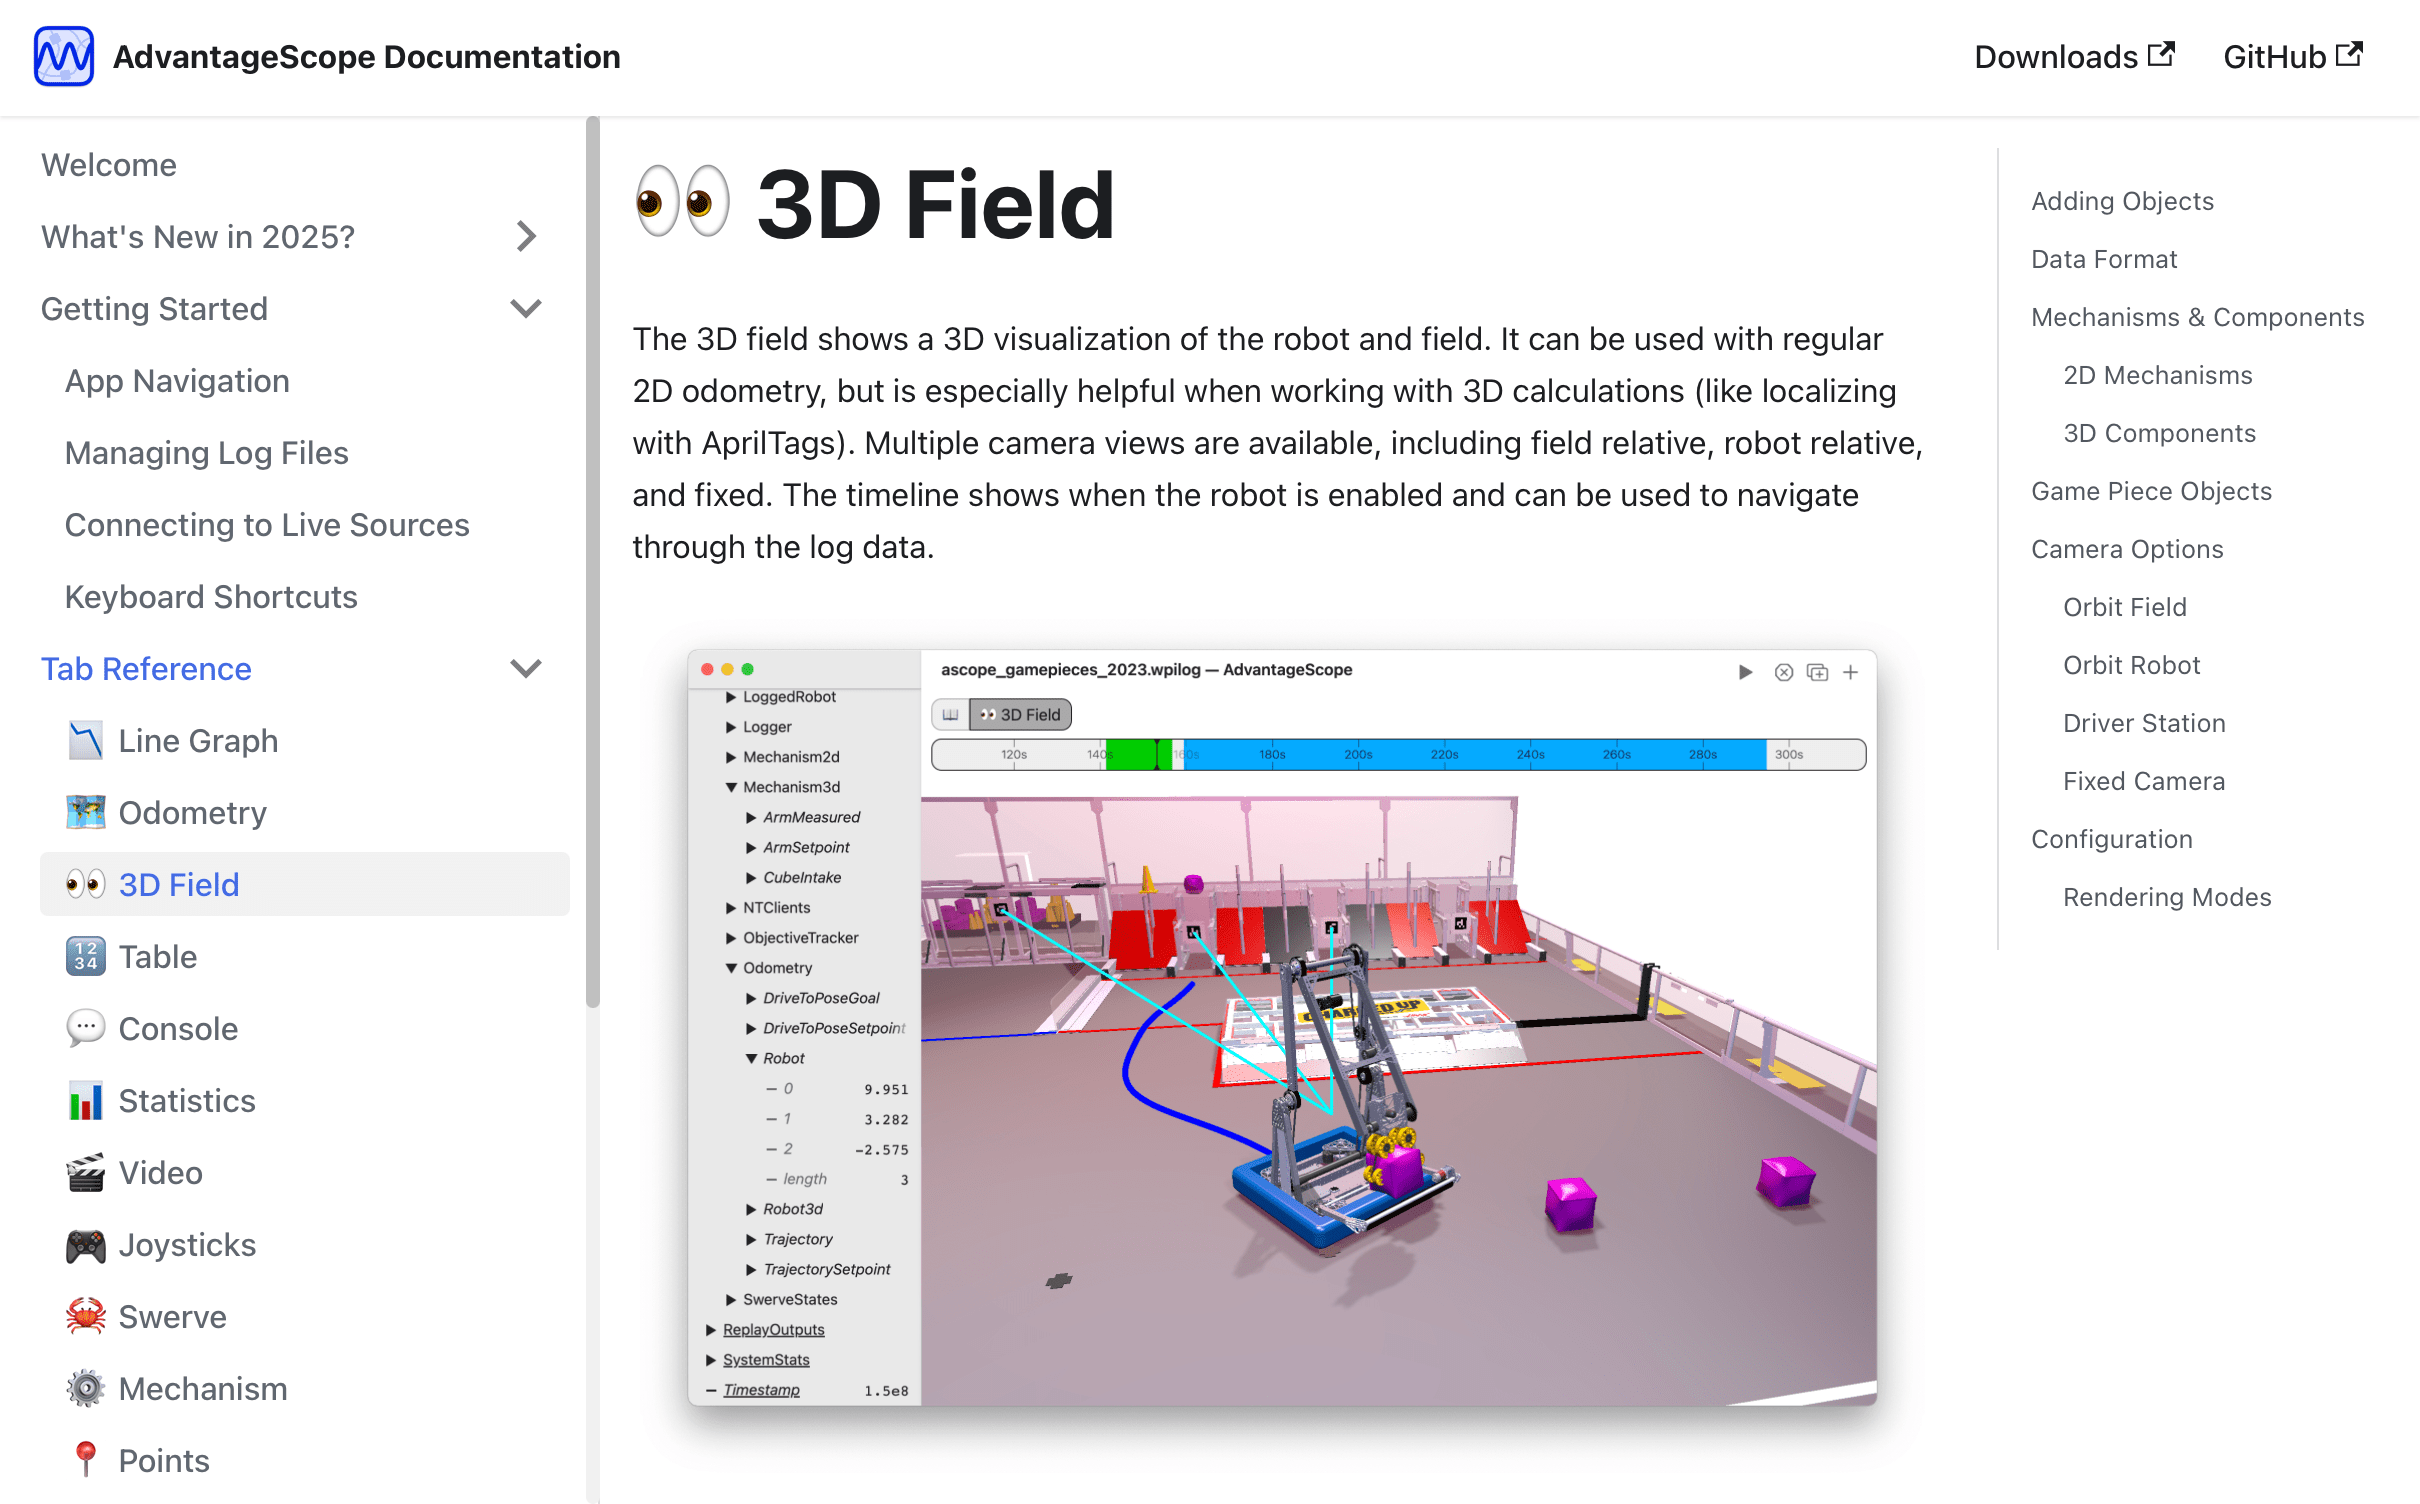 AdvantageScope Documentation
Downloads
GitHub
Welcome
What's New in 2025?
Getting Started
App Navigation
Managing Log Files
Connecting to Live Sources
Keyboard Shortcuts
Tab Reference
Line Graph
Odometry
3D Field
Table
Console
Statistics
Video
Joysticks
Swerve
Mechanism
Points
3D Field
The 3D field shows a 3D visualization of the robot and field. It can be used with regular
2D odometry, but is especially helpful when working with 3D calculations (like localizing
with AprilTags). Multiple camera views are available, including field relative, robot relative,
and fixed. The timeline shows when the robot is enabled and can be used to navigate
through the log data.
ascope_gamepieces_2023.wpilog — AdvantageScope
LoggedRobot
Logger
Mechanism2d
Mechanism3d
ArmMeasured
ArmSetpoint
CubeIntake
NTClients
ObjectiveTracker
Odometry
DriveToPoseGoal
DriveToPoseSetpoint
Robot
0 9.951
1 3.282
2 -2.575
length 3
Robot3d
Trajectory
TrajectorySetpoint
SwerveStates
ReplayOutputs
SystemStats
Timestamp 1.5e8
3D Field
120s 140s 160s 180s 200s 220s 240s 260s 280s 300s
CHARGED UP
Adding Objects
Data Format
Mechanisms & Components
2D Mechanisms
3D Components
Game Piece Objects
Camera Options
Orbit Field
Orbit Robot
Driver Station
Fixed Camera
Configuration
Rendering Modes